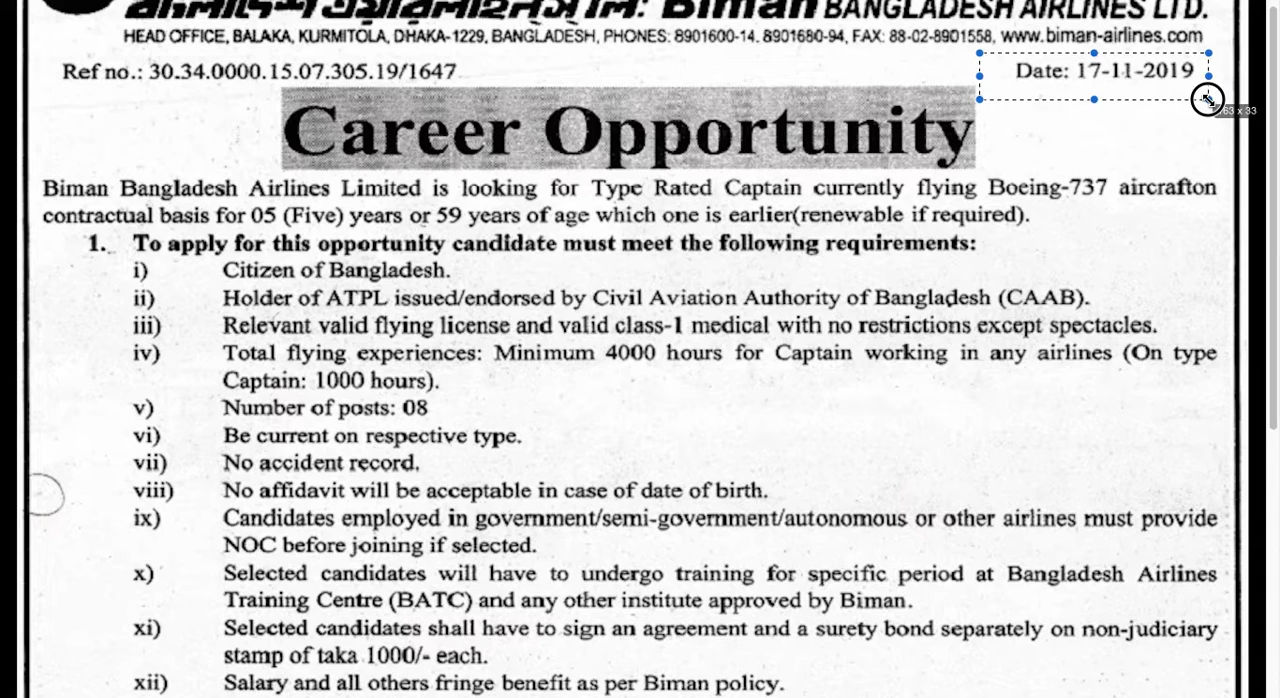 Biman BANGLADESH AIRLINES LTD.
HEAD OFFICE, BALAKA, KURMITOLA, DHAKA-1229, BANGLADESH, PHONES: 8901600-14, 8901680-94, FAX: 88-02-8901558, www.biman-airlines.com
Ref no.: 30.34.0000.15.07.305.19/1647 Date: 17-11-2019
Career Opportunity
Biman Bangladesh Airlines Limited is looking for Type Rated Captain currently flying Boeing-737 aircrafton
contractual basis for 05 (Five) years or 59 years of age which one is earlier(renewable if required).
1. To apply for this opportunity candidate must meet the following requirements:
i) Citizen of Bangladesh.
ii) Holder of ATPL issued/endorsed by Civil Aviation Authority of Bangladesh (CAAB).
iii) Relevant valid flying license and valid class-1 medical with no restrictions except spectacles.
iv) Total flying experiences: Minimum 4000 hours for Captain working in any airlines (On type
Captain: 1000 hours).
v) Number of posts: 08
vi) Be current on respective type.
vii) No accident record.
viii) No affidavit will be acceptable in case of date of birth.
ix) Candidates employed in government/semi-government/autonomous or other airlines must provide
NOC before joining if selected.
x) Selected candidates will have to undergo training for specific period at Bangladesh Airlines
Training Centre (BATC) and any other institute approved by Biman.
xi) Selected candidates shall have to sign an agreement and a surety bond separately on non-judiciary
stamp of taka 1000/- each.
xii) Salary and all others fringe benefit as per Biman policy.